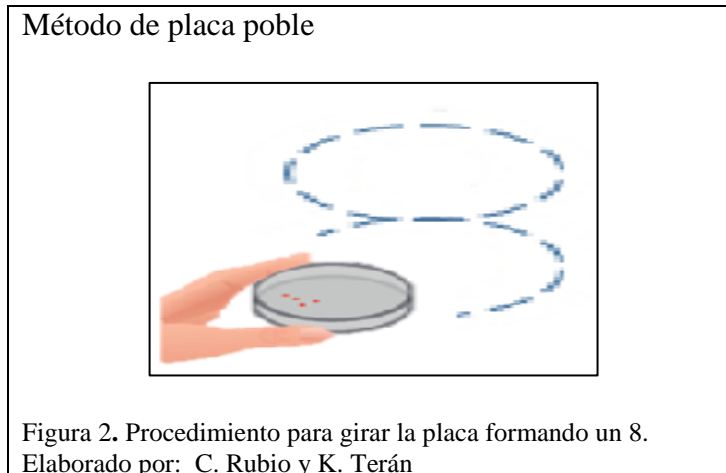 Método de placa poble
Figura 2. Procedimiento para girar la placa formando un 8.
Elaborado por: C. Rubio y K. Terán